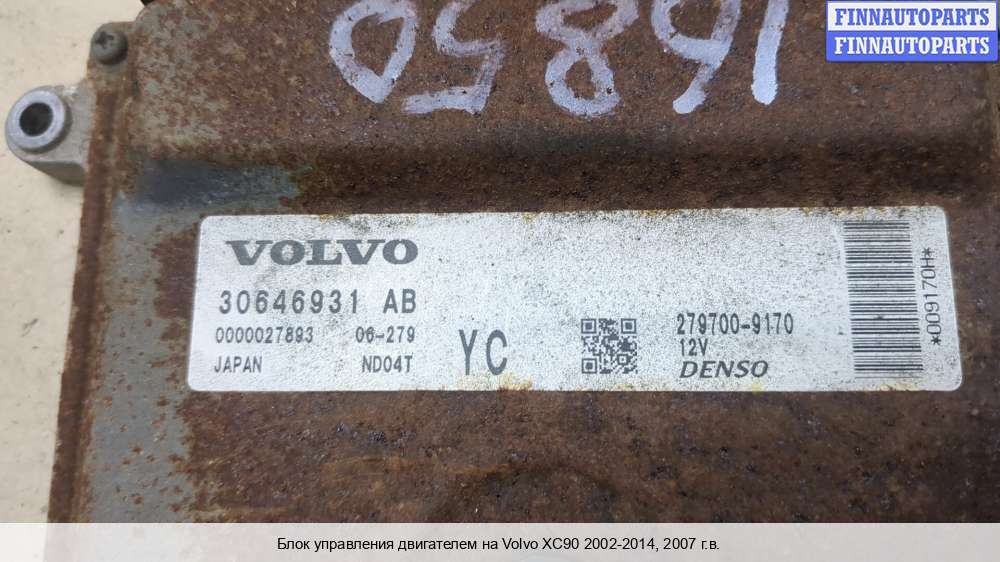 FINNAUTOPARTS
FINNAUTOPARTS
16850
VOLVO
30646931 AB
0000027893 06-279
JAPAN ND04T
YC
279700-9170
12V
DENSO
*009170H*
Блок управления двигателем на Volvo XC90 2002-2014, 2007 г.в.